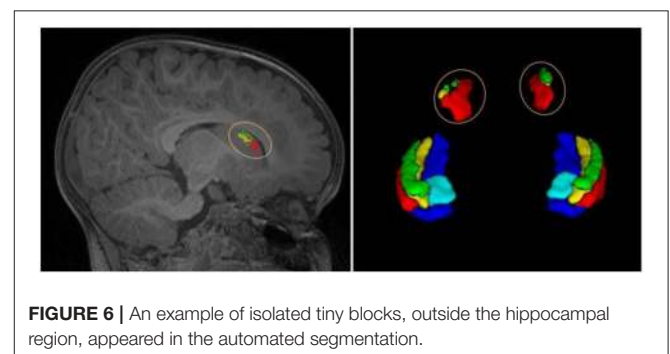 FIGURE 6 | An example of isolated tiny blocks, outside the hippocampal
region, appeared in the automated segmentation.